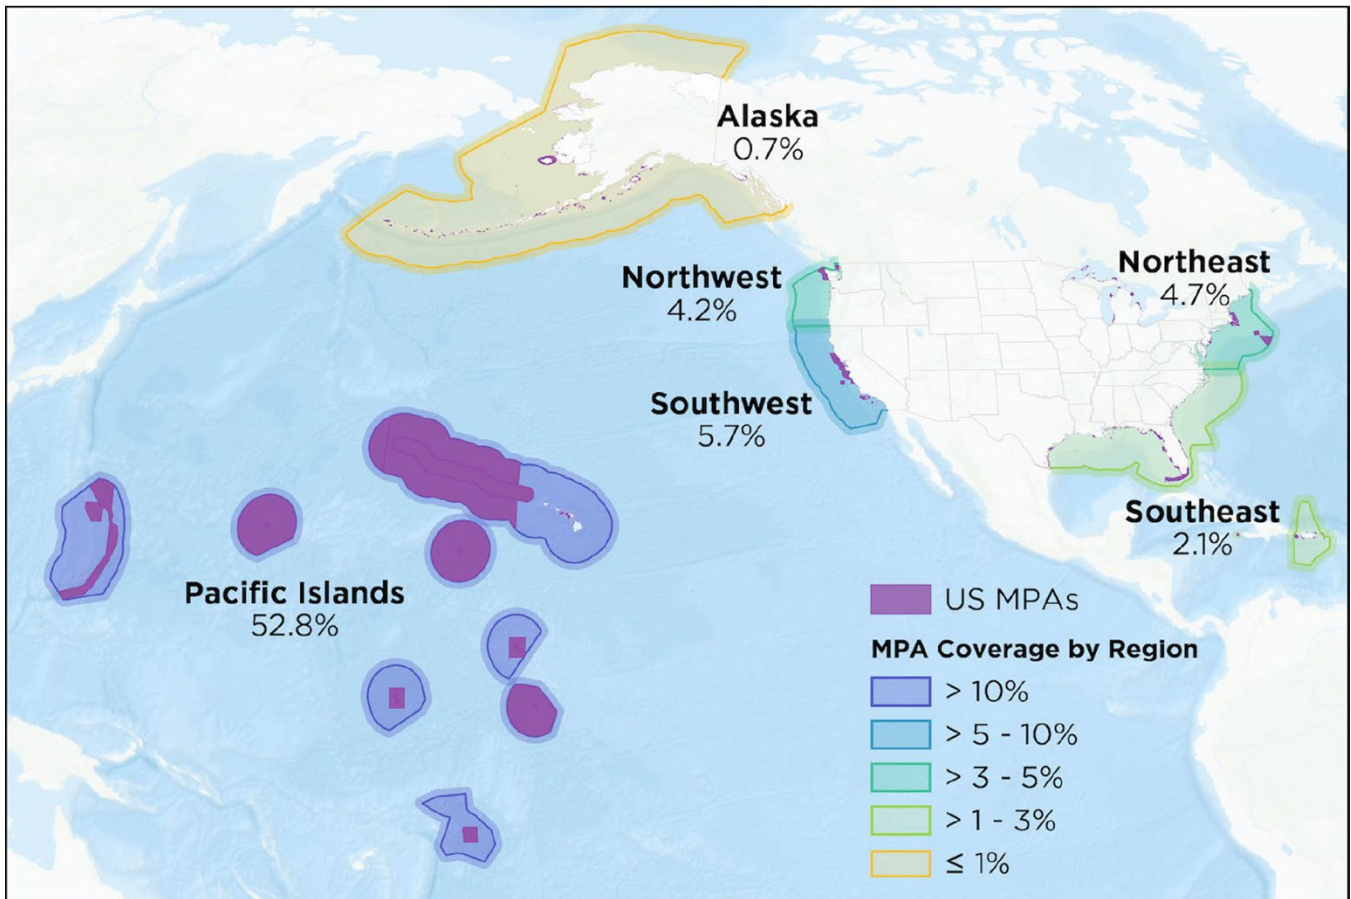 Alaska
0.7%
Northwest
4.2%
Northeast
4.7%
Southwest
5.7%
Southeast
2.1%
Pacific Islands
52.8%
US MPAs
MPA Coverage by Region
> 10%
> 5 - 10%
> 3 - 5%
> 1 - 3%
≤ 1%